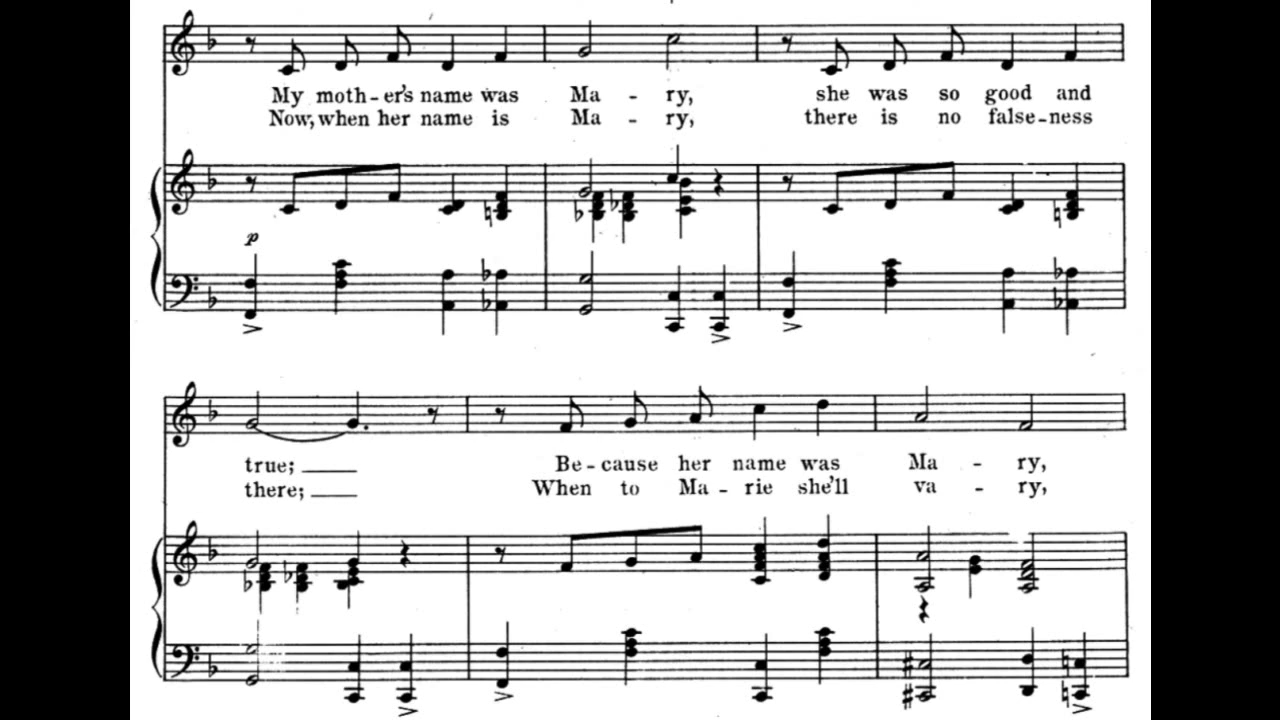 My moth-er's name was Ma - ry, she was so good and
Now, when her name is Ma - ry, there is no false-ness
p
true; Be - cause her name was Ma - ry,
there; When to Ma - rie she'll va - ry,